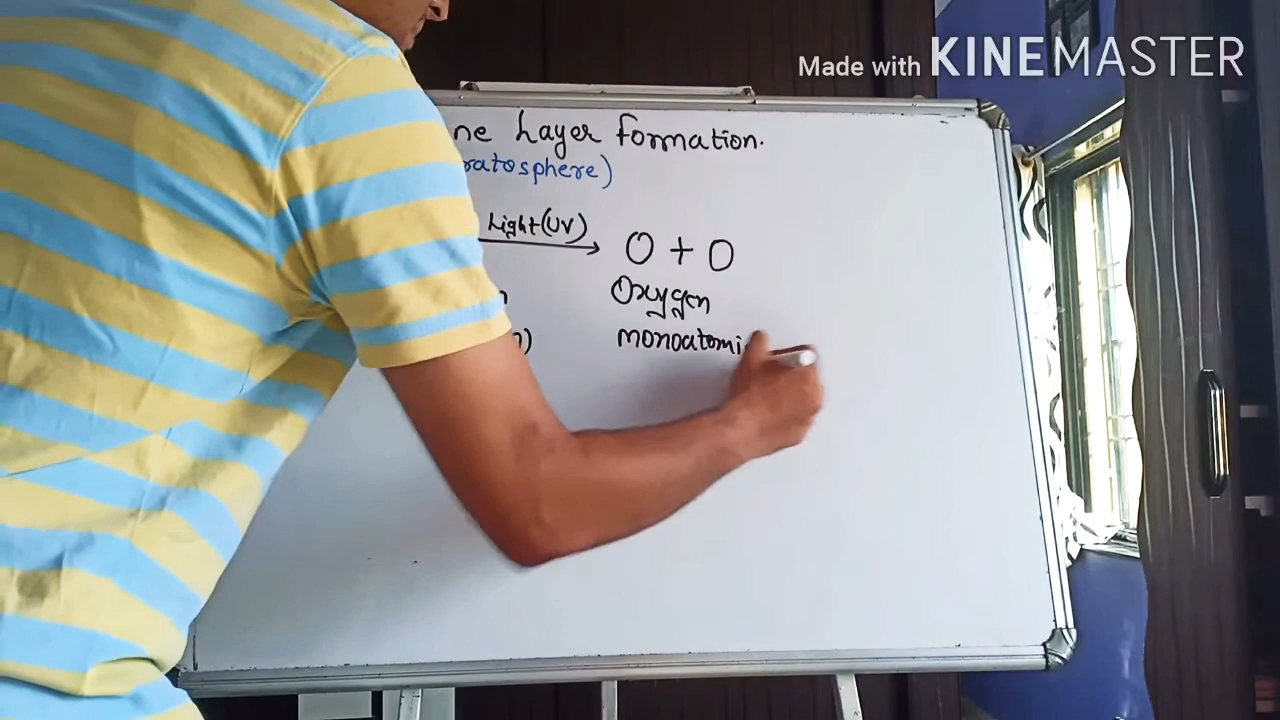 Made with KINEMASTER
ne Layer Formation.
ratosphere)
Light(UV)
O + O
Oxygen
monoatomi